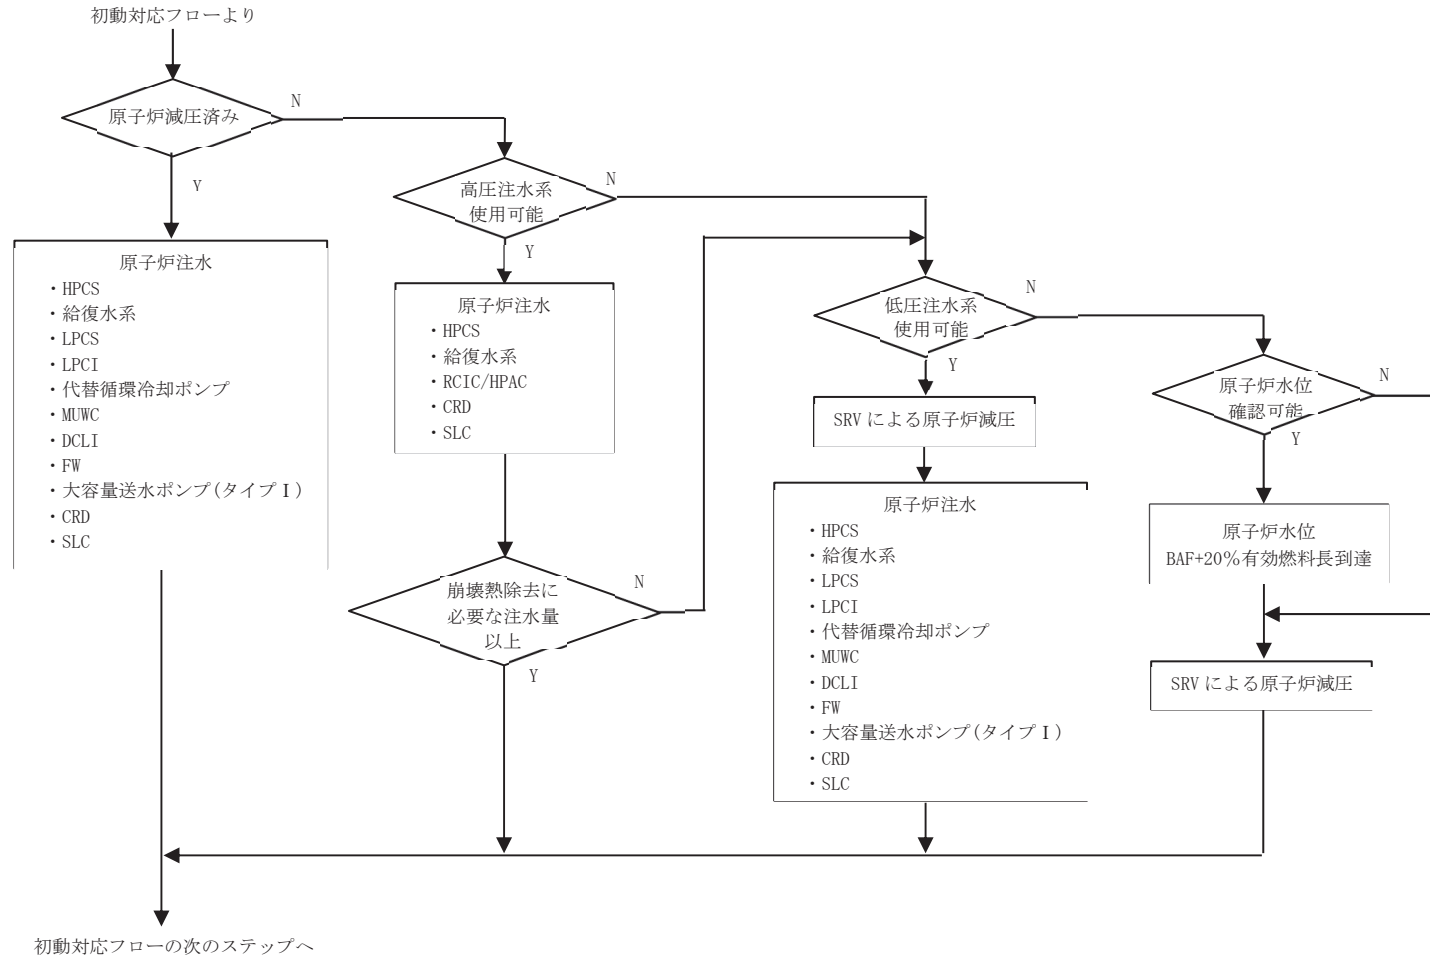 初動対応フローより
原子炉減圧済み
N
Y
原子炉注水
・HPCS
・給復水系
・LPCS
・LPCI
・代替循環冷却ポンプ
・MUWC
・DCLI
・FW
・大容量送水ポンプ(タイプⅠ)
・CRD
・SLC
高圧注水系
使用可能
N
Y
原子炉注水
・HPCS
・給復水系
・RCIC/HPAC
・CRD
・SLC
崩壊熱除去に
必要な注水量
以上
N
Y
低圧注水系
使用可能
N
Y
SRVによる原子炉減圧
原子炉注水
・HPCS
・給復水系
・LPCS
・LPCI
・代替循環冷却ポンプ
・MUWC
・DCLI
・FW
・大容量送水ポンプ(タイプⅠ)
・CRD
・SLC
原子炉水位
確認可能
N
Y
原子炉水位
BAF+20%有効燃料長到達
SRVによる原子炉減圧
初動対応フローの次のステップへ